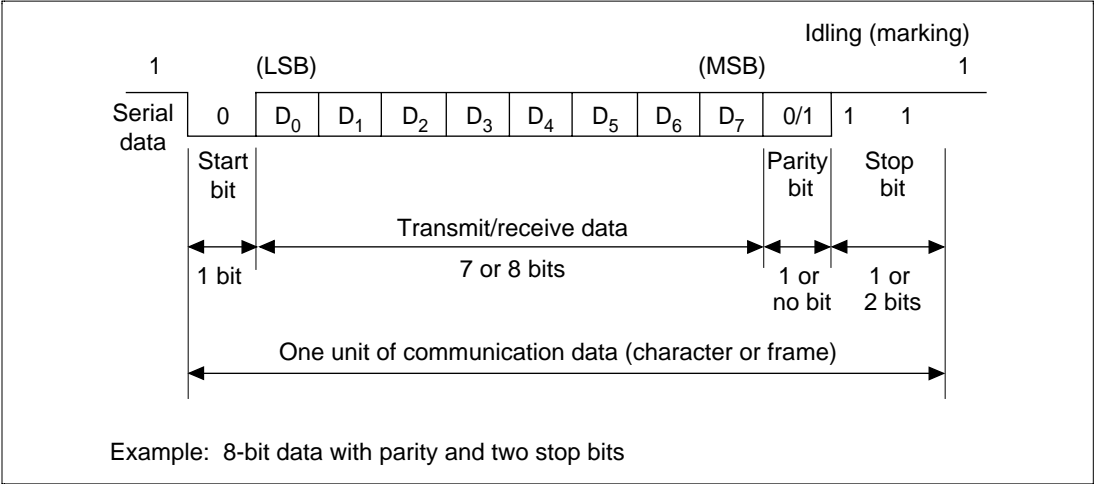 Idling (marking)
1 (LSB) (MSB) 1
Serial data
0 D0 D1 D2 D3 D4 D5 D6 D7 0/1 1 1
Start bit
Parity bit
Stop bit
Transmit/receive data
1 bit
7 or 8 bits
1 or no bit
1 or 2 bits
One unit of communication data (character or frame)
Example: 8-bit data with parity and two stop bits